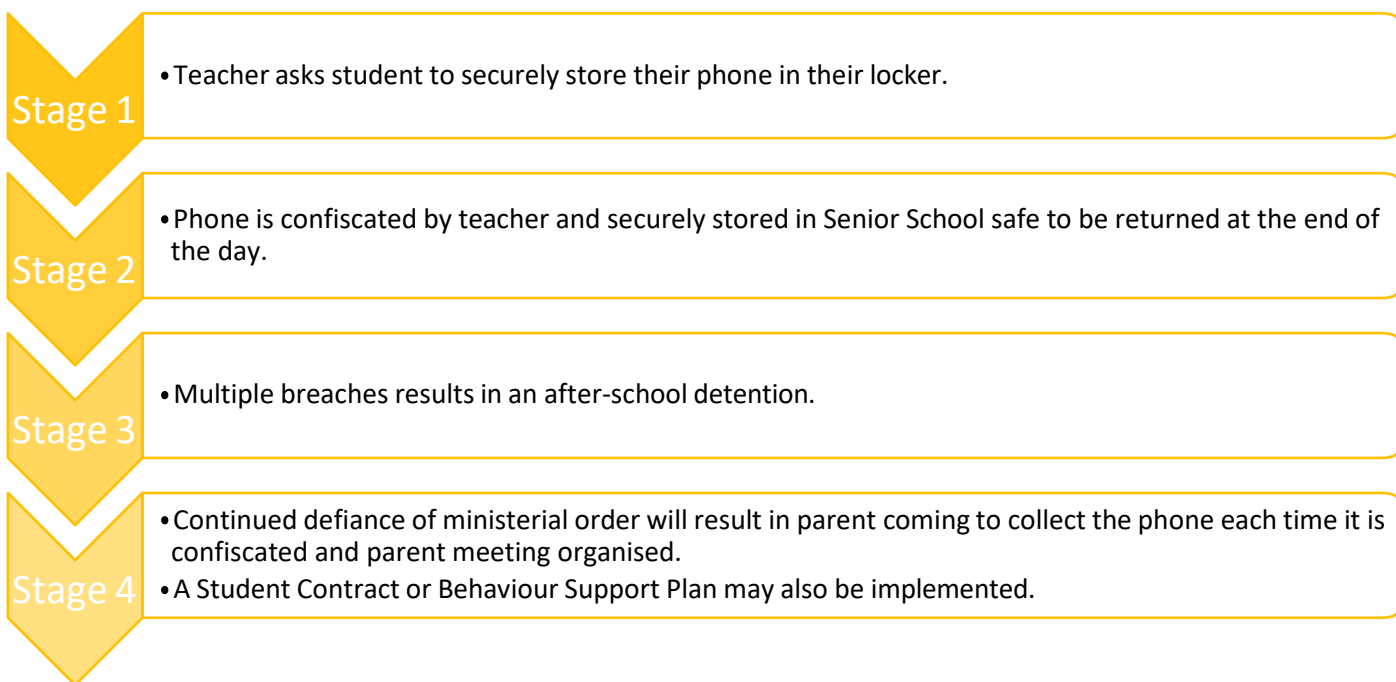 Stage 1
•Teacher asks student to securely store their phone in their locker.
Stage 2
•Phone is confiscated by teacher and securely stored in Senior School safe to be returned at the end of
the day.
Stage 3
•Multiple breaches results in an after-school detention.
Stage 4
•Continued defiance of ministerial order will result in parent coming to collect the phone each time it is
confiscated and parent meeting organised.
•A Student Contract or Behaviour Support Plan may also be implemented.